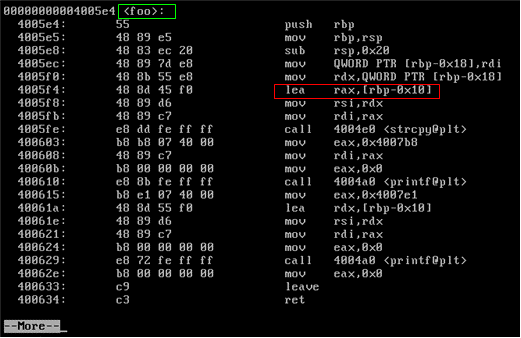 00000000004005e4 <foo>:
4005e4: 55 push rbp
4005e5: 48 89 e5 mov rbp,rsp
4005e8: 48 83 ec 20 sub rsp,0x20
4005ec: 48 89 7d e8 mov QWORD PTR [rbp-0x18],rdi
4005f0: 48 8b 55 e8 mov rdx,QWORD PTR [rbp-0x18]
4005f4: 48 8d 45 f0 lea rax,[rbp-0x10]
4005f8: 48 89 d6 mov rsi,rdx
4005fb: 48 89 c7 mov rdi,rax
4005fe: e8 dd fe ff ff call 4004e0 <strcpy@plt>
400603: b8 b8 07 40 00 mov eax,0x4007b8
400608: 48 89 c7 mov rdi,rax
40060b: b8 00 00 00 00 mov eax,0x0
400610: e8 8b fe ff ff call 4004a0 <printf@plt>
400615: b8 e1 07 40 00 mov eax,0x4007e1
40061a: 48 8d 55 f0 lea rdx,[rbp-0x10]
40061e: 48 89 d6 mov rsi,rdx
400621: 48 89 c7 mov rdi,rax
400624: b8 00 00 00 00 mov eax,0x0
400629: e8 72 fe ff ff call 4004a0 <printf@plt>
40062e: b8 00 00 00 00 mov eax,0x0
400633: c9 leave
400634: c3 ret
--More--